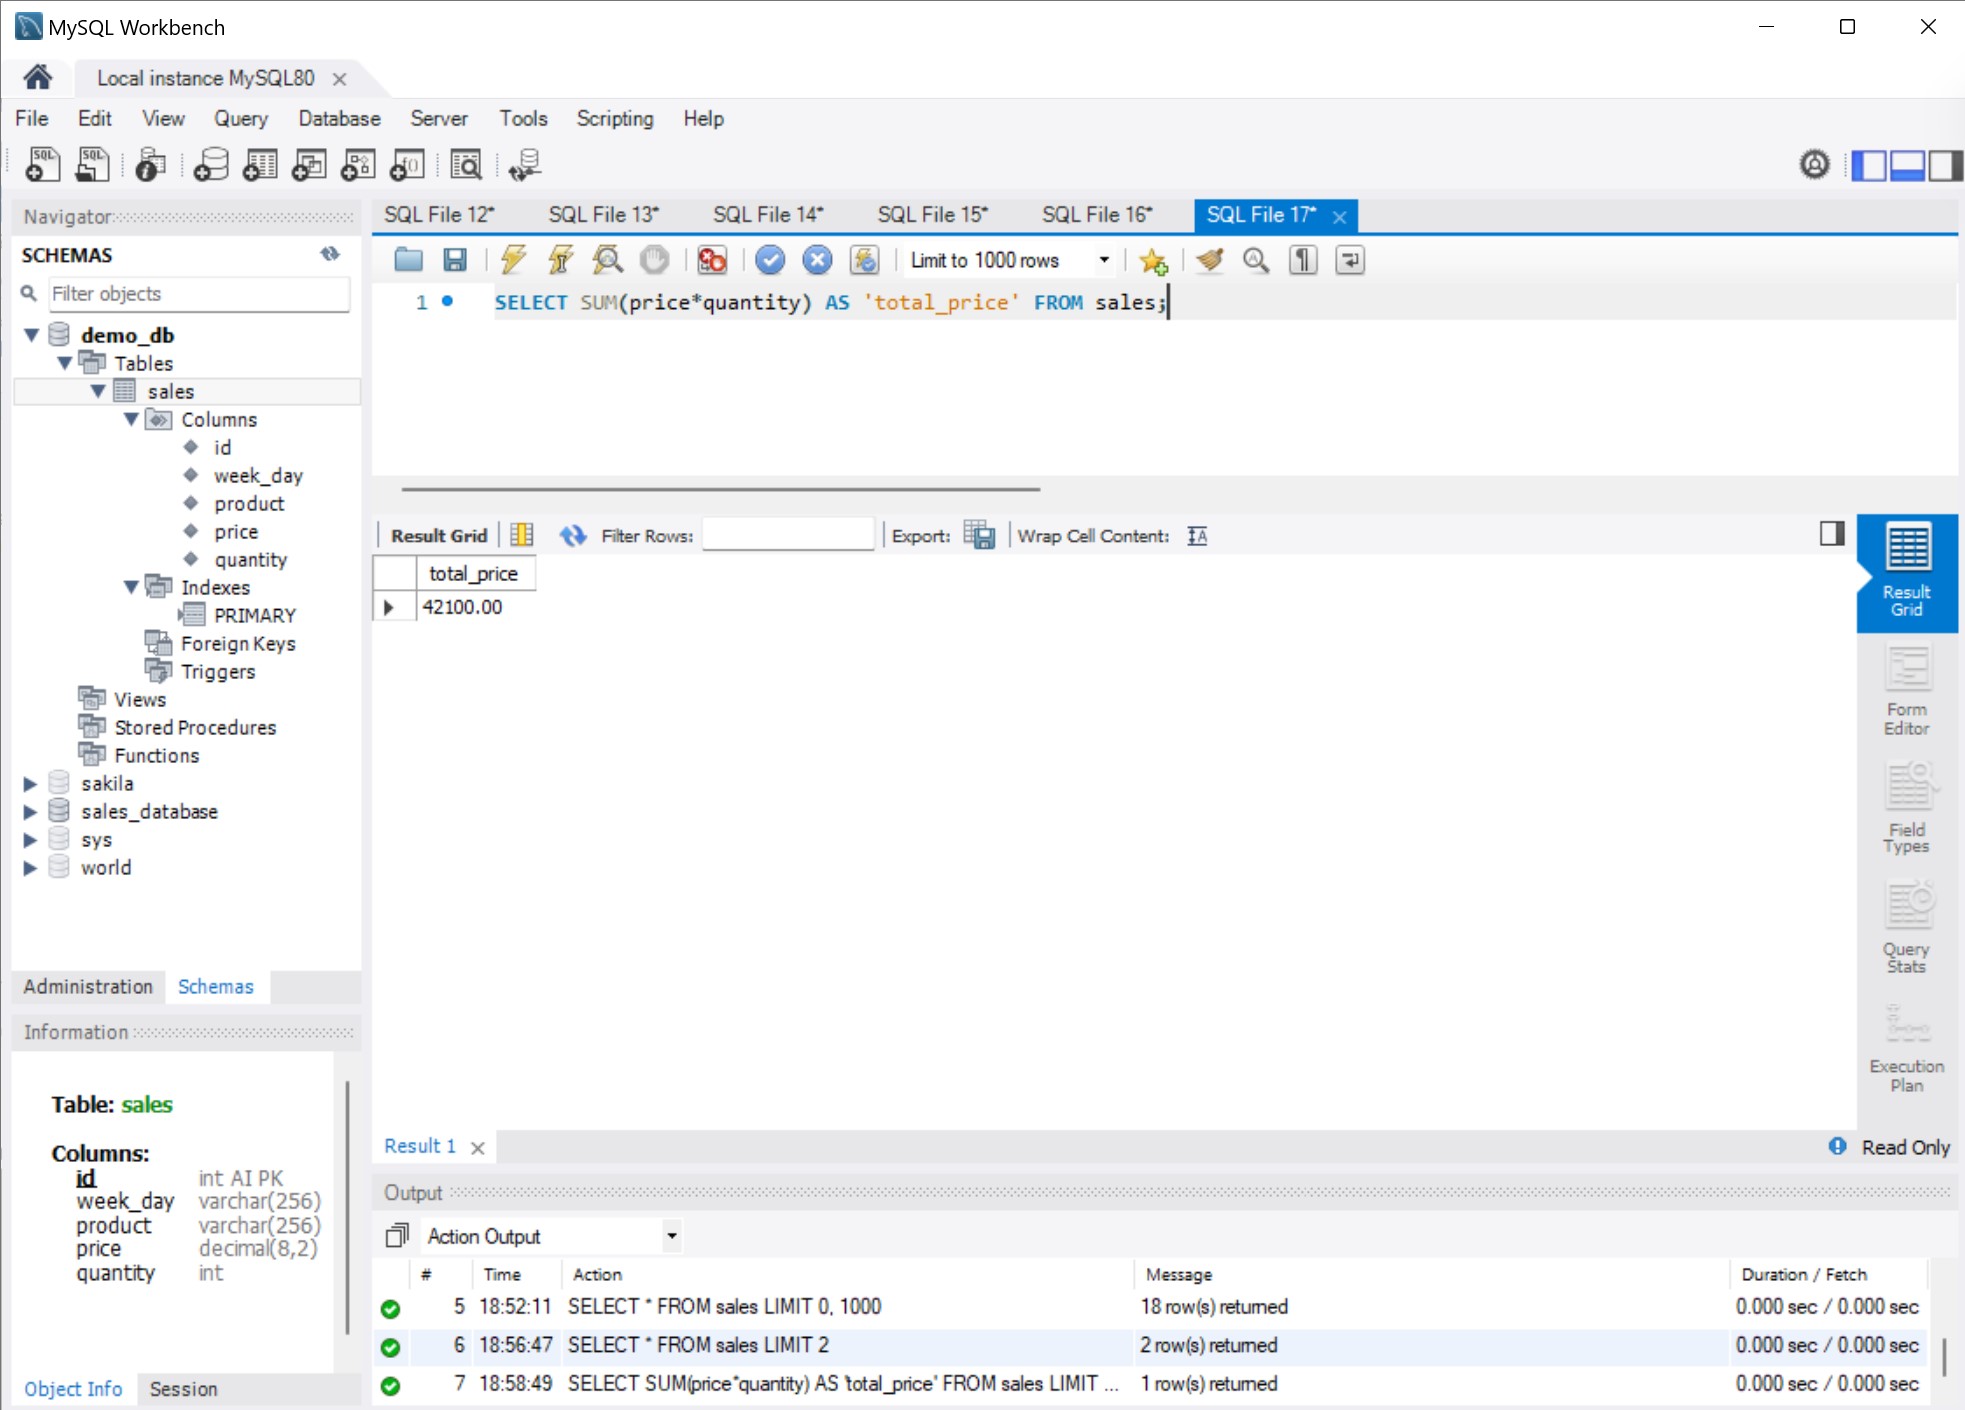 MySQL Workbench
Local instance MySQL80
File Edit View Query Database Server Tools Scripting Help
Navigator
SCHEMAS
Filter objects
demo_db
Tables
sales
Columns
id
week_day
product
price
quantity
Indexes
PRIMARY
Foreign Keys
Triggers
Views
Stored Procedures
Functions
sakila
sales_database
sys
world
Administration Schemas
Information
Table: sales
Columns:
id int AI PK
week_day varchar(256)
product varchar(256)
price decimal(8,2)
quantity int
Object Info Session
SQL File 12* SQL File 13* SQL File 14* SQL File 15* SQL File 16* SQL File 17*
Limit to 1000 rows
1 SELECT SUM(price*quantity) AS 'total_price' FROM sales;
Result Grid Filter Rows: Export: Wrap Cell Content:
total_price
42100.00
Result
Grid
Form
Editor
Field
Types
Query
Stats
Execution
Plan
Result 1 Read Only
Output
Action Output
# Time Action Message Duration / Fetch
5 18:52:11 SELECT * FROM sales LIMIT 0, 1000 18 row(s) returned 0.000 sec / 0.000 sec
6 18:56:47 SELECT * FROM sales LIMIT 2 2 row(s) returned 0.000 sec / 0.000 sec
7 18:58:49 SELECT SUM(price*quantity) AS 'total_price' FROM sales LIMIT ... 1 row(s) returned 0.000 sec / 0.000 sec